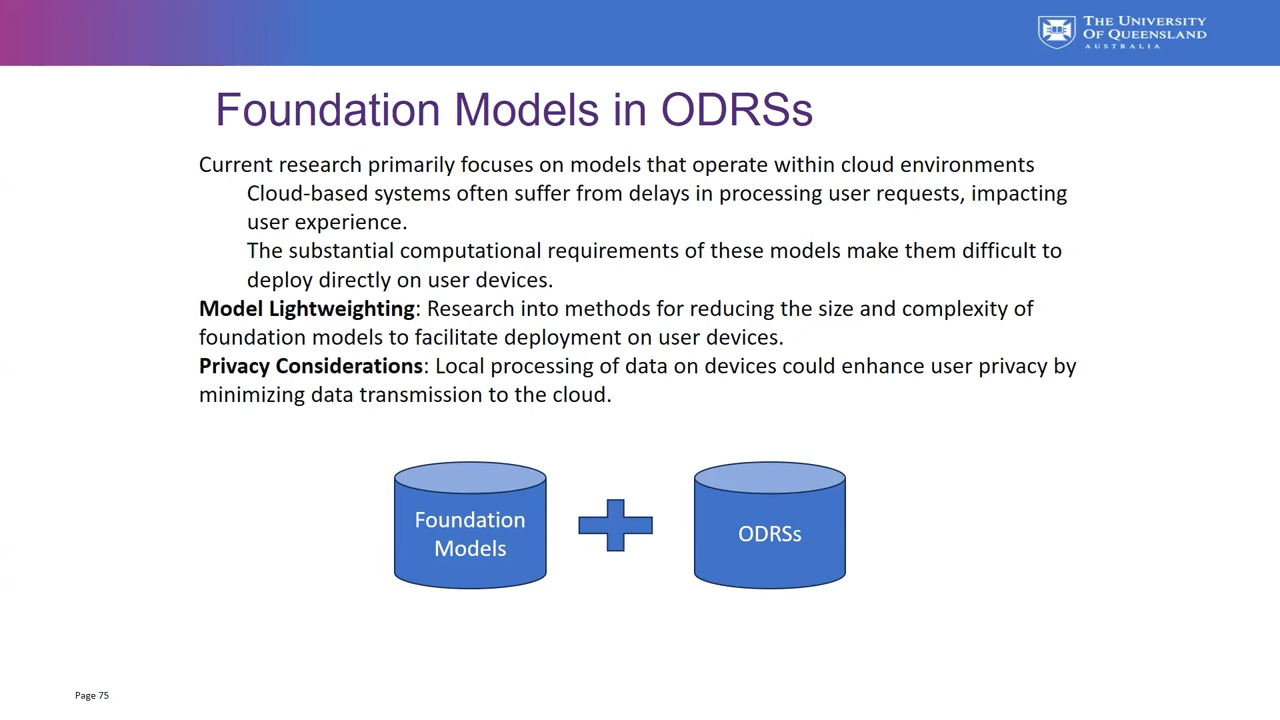 THE UNIVERSITY
OF QUEENSLAND
AUSTRALIA
Foundation Models in ODRSs
Current research primarily focuses on models that operate within cloud environments
Cloud-based systems often suffer from delays in processing user requests, impacting
user experience.
The substantial computational requirements of these models make them difficult to
deploy directly on user devices.
Model Lightweighting: Research into methods for reducing the size and complexity of
foundation models to facilitate deployment on user devices.
Privacy Considerations: Local processing of data on devices could enhance user privacy by
minimizing data transmission to the cloud.
Foundation
Models
ODRSs
Page 75